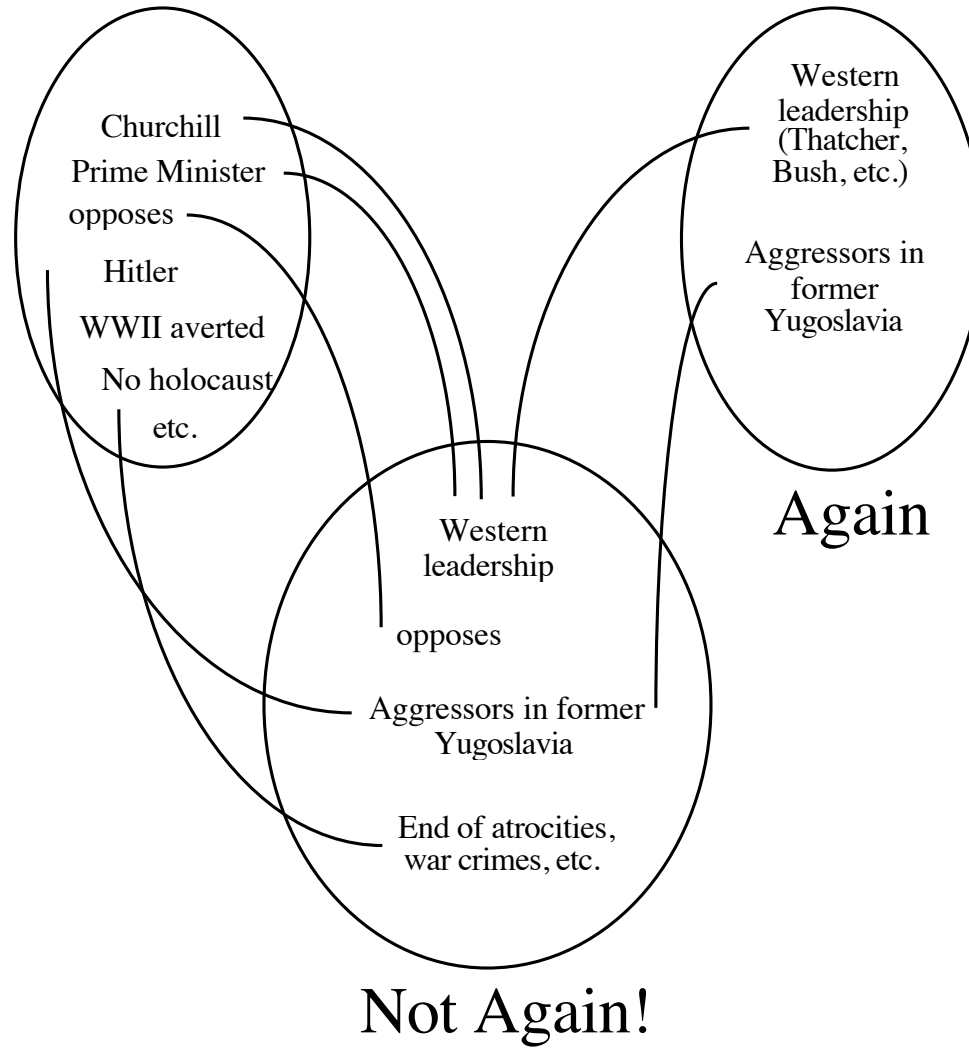 Churchill
Prime Minister
opposes
Hitler
WWII averted
No holocaust
etc.
Western
leadership
(Thatcher,
Bush, etc.)
Aggressors in
former
Yugoslavia
Again
Western
leadership
opposes
Aggressors in former
Yugoslavia
End of atrocities,
war crimes, etc.
Not Again!